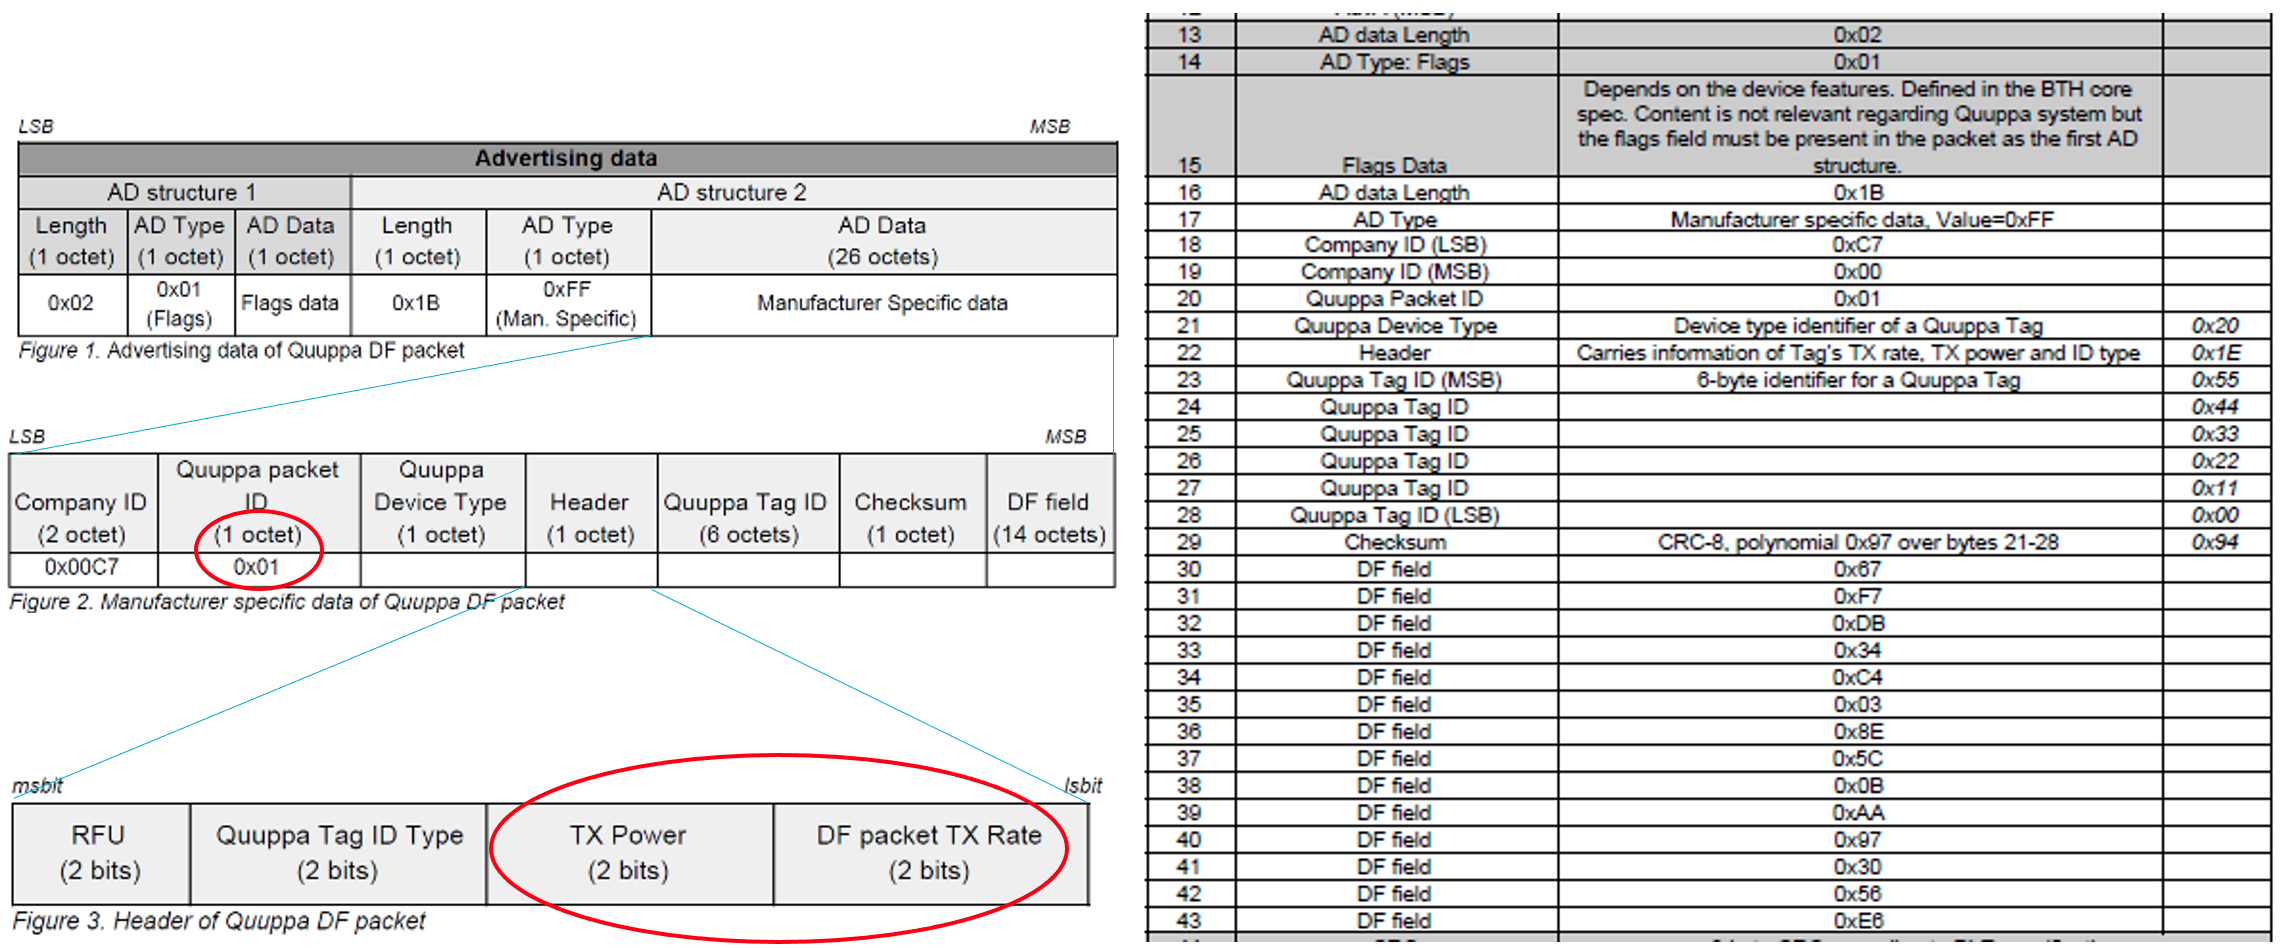 LSB MSB
Advertising data
AD structure 1 AD structure 2
Length AD Type AD Data Length AD Type AD Data
(1 octet) (1 octet) (1 octet) (1 octet) (1 octet) (26 octets)
0x02 0x01 (Flags) Flags data 0x1B 0xFF (Man. Specific) Manufacturer Specific data
Figure 1. Advertising data of Quuppa DF packet
LSB MSB
Company ID (2 octet) Quuppa packet ID (1 octet) Quuppa Device Type (1 octet) Header (1 octet) Quuppa Tag ID (6 octets) Checksum (1 octet) DF field (14 octets)
0x00C7 0x01
Figure 2. Manufacturer specific data of Quuppa DF packet
msbit lsbit
RFU Quuppa Tag ID Type TX Power DF packet TX Rate
(2 bits) (2 bits) (2 bits) (2 bits)
Figure 3. Header of Quuppa DF packet
13 AD data Length 0x02
14 AD Type: Flags 0x01
Depends on the device features. Defined in the BTH core
spec. Content is not relevant regarding Quuppa system but
the flags field must be present in the packet as the first AD
15 Flags Data structure.
16 AD data Length 0x1B
17 AD Type Manufacturer specific data, Value=0xFF
18 Company ID (LSB) 0xC7
19 Company ID (MSB) 0x00
20 Quuppa Packet ID 0x01
21 Quuppa Device Type Device type identifier of a Quuppa Tag 0x20
22 Header Carries information of Tag's TX rate, TX power and ID type 0x1E
23 Quuppa Tag ID (MSB) 6-byte identifier for a Quuppa Tag 0x55
24 Quuppa Tag ID 0x44
25 Quuppa Tag ID 0x33
26 Quuppa Tag ID 0x22
27 Quuppa Tag ID 0x11
28 Quuppa Tag ID (LSB) 0x00
29 Checksum CRC-8, polynomial 0x97 over bytes 21-28 0x94
30 DF field 0x67
31 DF field 0xF7
32 DF field 0xDB
33 DF field 0x34
34 DF field 0xC4
35 DF field 0x03
36 DF field 0x8E
37 DF field 0x5C
38 DF field 0x0B
39 DF field 0xAA
40 DF field 0x97
41 DF field 0x30
42 DF field 0x56
43 DF field 0xE6